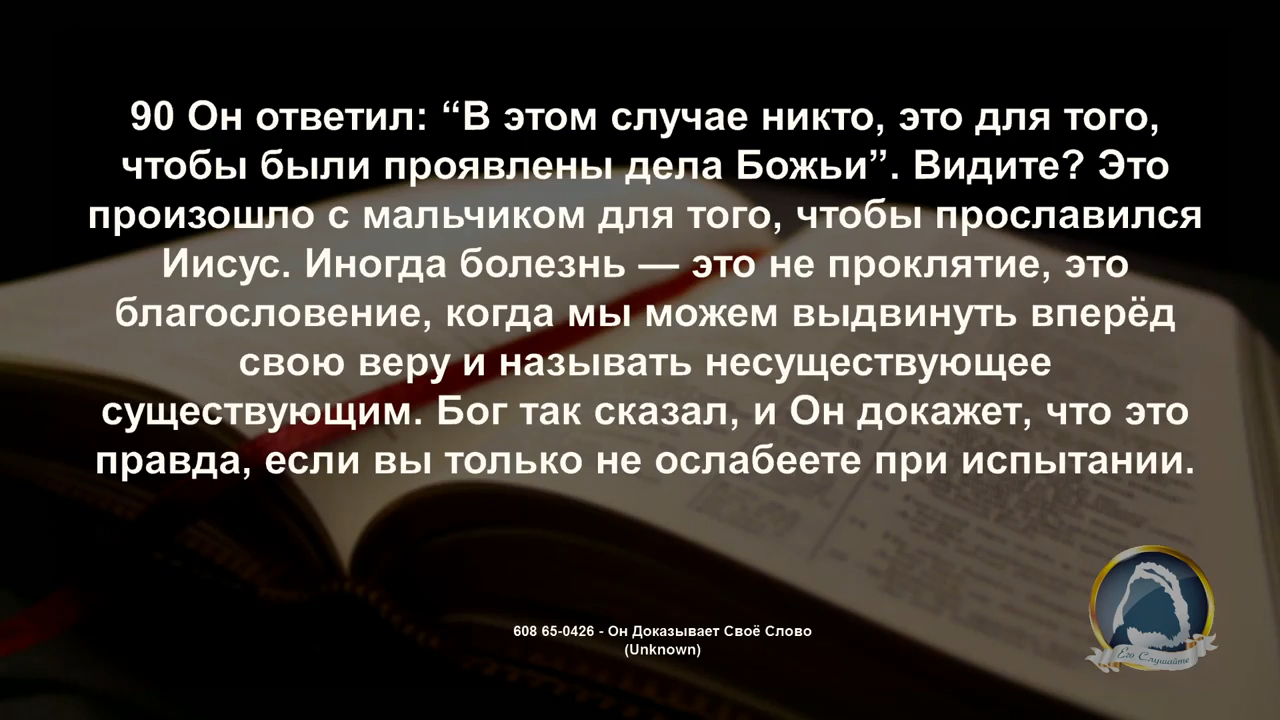 90 Он ответил: “В этом случае никто, это для того,
чтобы были проявлены дела Божьи”. Видите? Это
произошло с мальчиком для того, чтобы прославился
Иисус. Иногда болезнь — это не проклятие, это
благословение, когда мы можем выдвинуть вперёд
свою веру и называть несуществующее
существующим. Бог так сказал, и Он докажет, что это
правда, если вы только не ослабеете при испытании.
608 65-0426 - Он Доказывает Своё Слово
(Unknown)
Его Слушайте